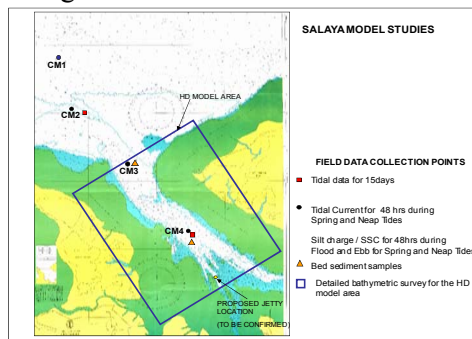 SALAYA MODEL STUDIES
CM1
HD MODEL AREA
CM2
CM3
CM4
PROPOSED JETTY
LOCATION
(TO BE CONFIRMED)
FIELD DATA COLLECTION POINTS
Tidal data for 15days
Tidal Current for 48 hrs during
Spring and Neap Tides
Silt charge / SSC for 48hrs during
Flood and Ebb for Spring and Neap Tides
Bed sediment samples
Detailed bathymetric survey for the HD
model area